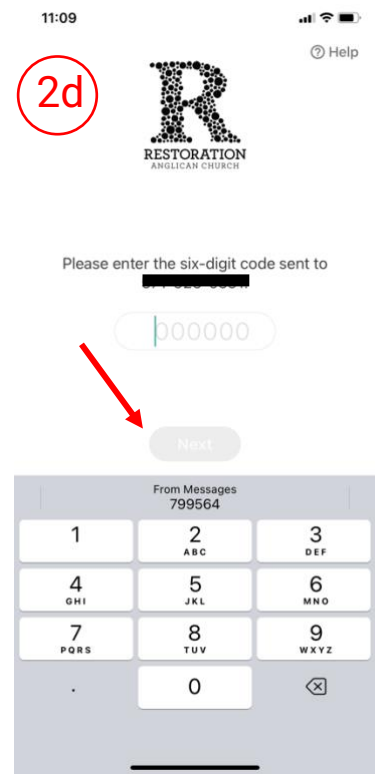 11:09
Help
2d
R
RESTORATION
ANGLICAN CHURCH
Please enter the six-digit code sent to
000000
Next
From Messages
799564
1
2
ABC
3
DEF
4
GHI
5
JKL
6
MNO
7
PQRS
8
TUV
9
WXYZ
.
0